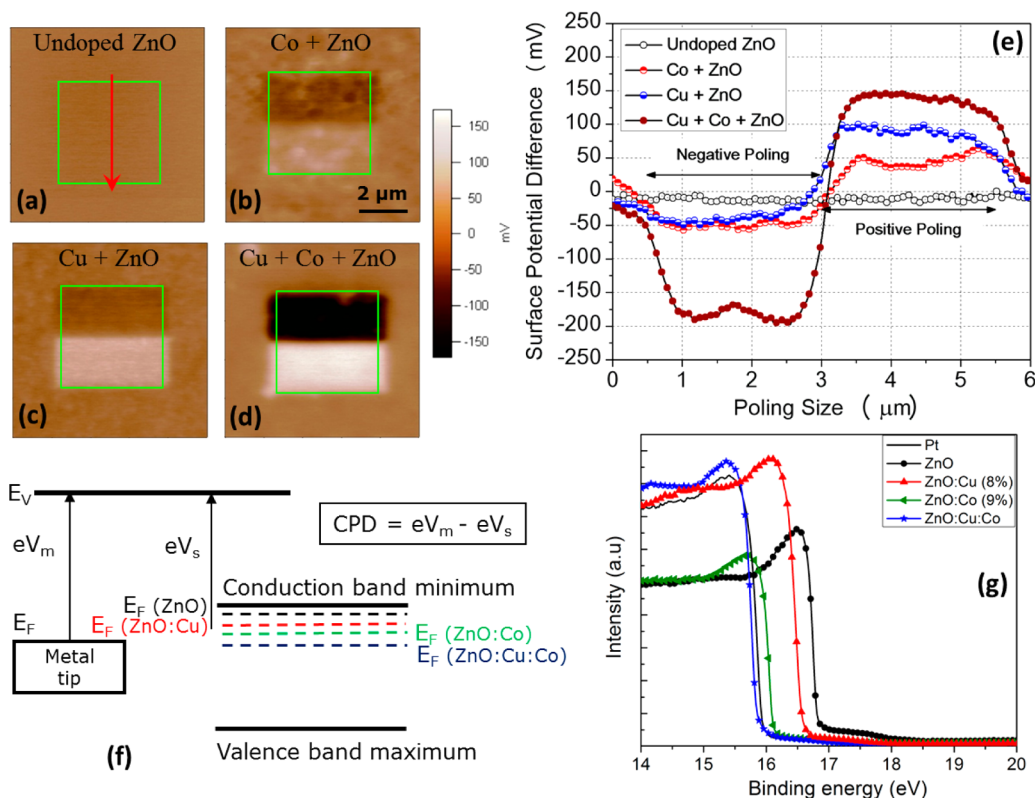 Undoped ZnO
(a)
Co + ZnO
(b)
2 μm
Cu + ZnO
(c)
Cu + Co + ZnO
(d)
150
100
50
0
-50
-100
-150
mV
Surface Potential Difference ( mV)
250
200
150
100
50
0
-50
-100
-150
-200
-250
Undoped ZnO
Co + ZnO
Cu + ZnO
Cu + Co + ZnO
(e)
Negative Poling
Positive Poling
0 1 2 3 4 5 6
Poling Size ( μm)
E_V
eV_m
eV_s
CPD = eV_m - eV_s
Conduction band minimum
E_F (ZnO)
E_F
E_F (ZnO:Cu)
E_F (ZnO:Co)
E_F (ZnO:Cu:Co)
Metal
tip
Valence band maximum
(f)
Intensity (a.u)
Pt
ZnO
ZnO:Cu (8%)
ZnO:Co (9%)
ZnO:Cu:Co
(g)
14 15 16 17 18 19 20
Binding energy (eV)